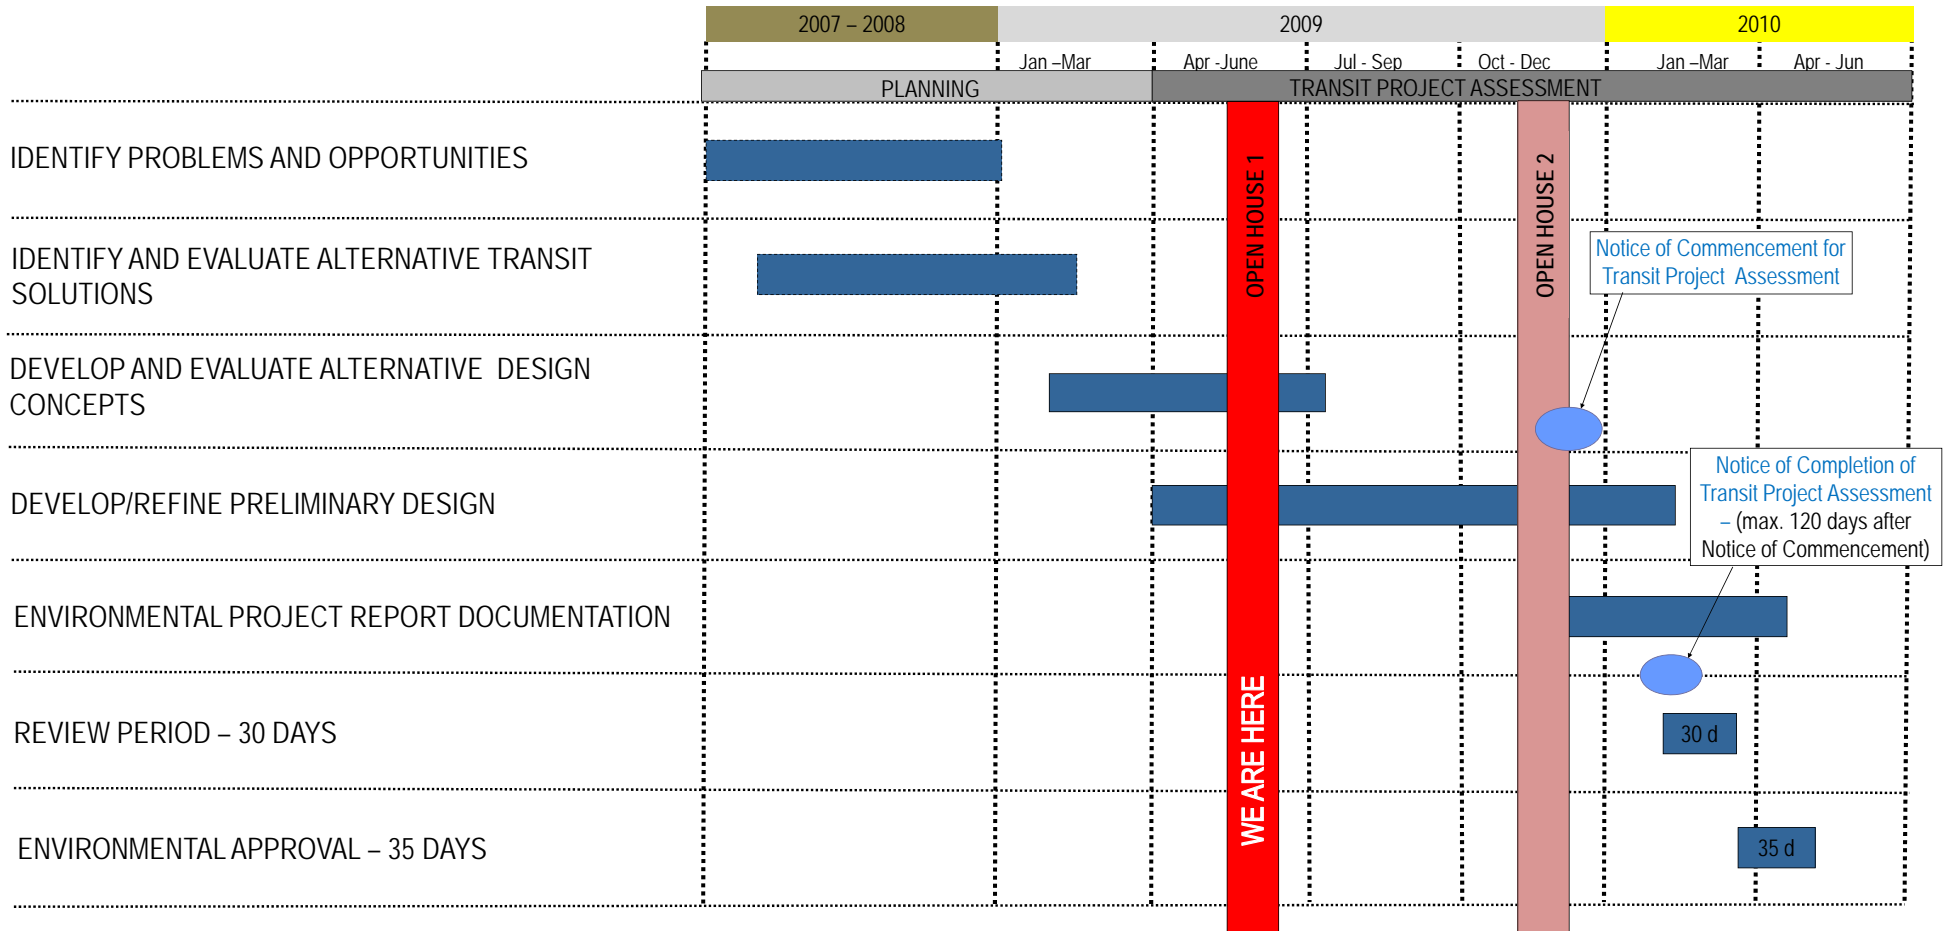 2007 – 2008
2009
2010
Jan –Mar
Apr -June
Jul - Sep
Oct - Dec
Jan –Mar
Apr - Jun
PLANNING
TRANSIT PROJECT ASSESSMENT
IDENTIFY PROBLEMS AND OPPORTUNITIES
OPEN HOUSE 1
OPEN HOUSE 2
IDENTIFY AND EVALUATE ALTERNATIVE TRANSIT
SOLUTIONS
Notice of Commencement for
Transit Project Assessment
DEVELOP AND EVALUATE ALTERNATIVE DESIGN
CONCEPTS
DEVELOP/REFINE PRELIMINARY DESIGN
Notice of Completion of
Transit Project Assessment
– (max. 120 days after
Notice of Commencement)
ENVIRONMENTAL PROJECT REPORT DOCUMENTATION
WE ARE HERE
REVIEW PERIOD – 30 DAYS
30 d
ENVIRONMENTAL APPROVAL – 35 DAYS
35 d